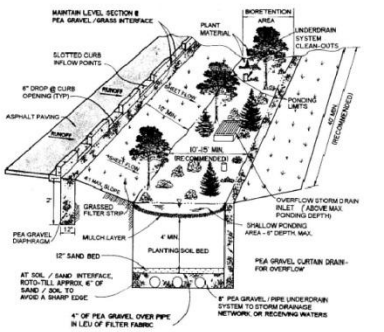 MAINTAIN LEVEL SECTION @
PEA GRAVEL/GRASS INTERFACE
BIORETENTION
AREA
PLANT
MATERIAL
UNDERDRAIN
SYSTEM
CLEAN-OUTS
SLOTTED CURB
INFLOW POINTS
6" DROP @ CURB
OPENING (TYP)
ASPHALT PAVING
RUNOFF
RUNOFF
RUNOFF
SHEET FLOW
PONDING
LIMITS
40' MIN.
(RECOMMENDED)
10'-15' MIN.
(RECOMMENDED)
SHEET FLOW
MAX. SLOPE
GRASSED
FILTER STRIP
2'
12"
PEA GRAVEL
DIAPHRAGM
MULCH LAYER
4' MIN.
PLANTING SOIL BED
12" SAND BED
OVERFLOW STORM DRAIN
INLET (ABOVE MAX.
PONDING DEPTH)
SHALLOW PONDING
AREA - 6" DEPTH, MAX.
PEA GRAVEL CURTAIN DRAIN-
FOR OVERFLOW
AT SOIL / SAND INTERFACE,
ROTO-TILL APPROX. 6" OF
SAND / SOIL TO
AVOID A SHARP EDGE
8" PEA GRAVEL / PIPE UNDERDRAIN
SYSTEM TO STORM DRAINAGE
NETWORK OR RECEIVING WATERS
4" OF PEA GRAVEL OVER PIPE
IN LEU OF FILTER FABRIC